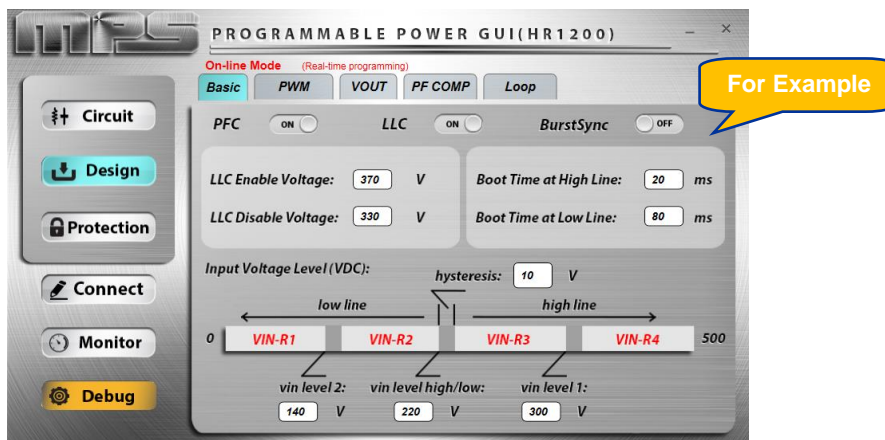 MPS PROGRAMMABLE POWER GUI(HR1200) – ×
On-line Mode (Real-time programming)
Basic PWM VOUT PF COMP Loop
For Example
Circuit
Design
Protection
Connect
Monitor
Debug
PFC ON LLC ON BurstSync OFF
LLC Enable Voltage: 370 V
LLC Disable Voltage: 330 V
Boot Time at High Line: 20 ms
Boot Time at Low Line: 80 ms
Input Voltage Level (VDC):
hysteresis: 10 V
low line high line
0 VIN-R1 VIN-R2 VIN-R3 VIN-R4 500
vin level 2: vin level high/low: vin level 1:
140 V 220 V 300 V